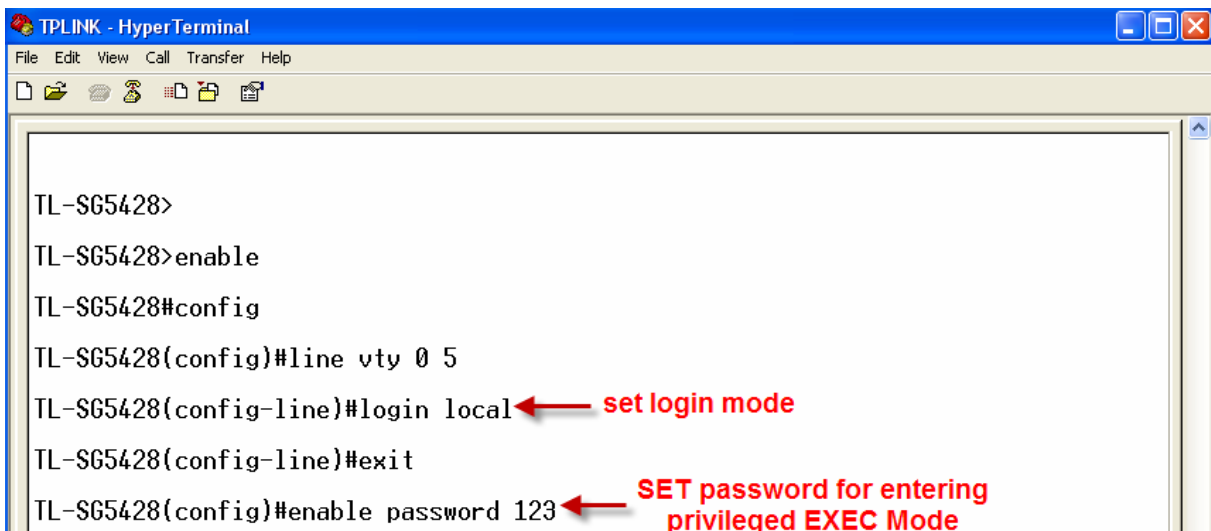 TPLINK - HyperTerminal
File Edit View Call Transfer Help
TL-SG5428>
TL-SG5428>enable
TL-SG5428#config
TL-SG5428(config)#line vty 0 5
TL-SG5428(config-line)#login local
set login mode
TL-SG5428(config-line)#exit
TL-SG5428(config)#enable password 123
SET password for entering
privileged EXEC Mode